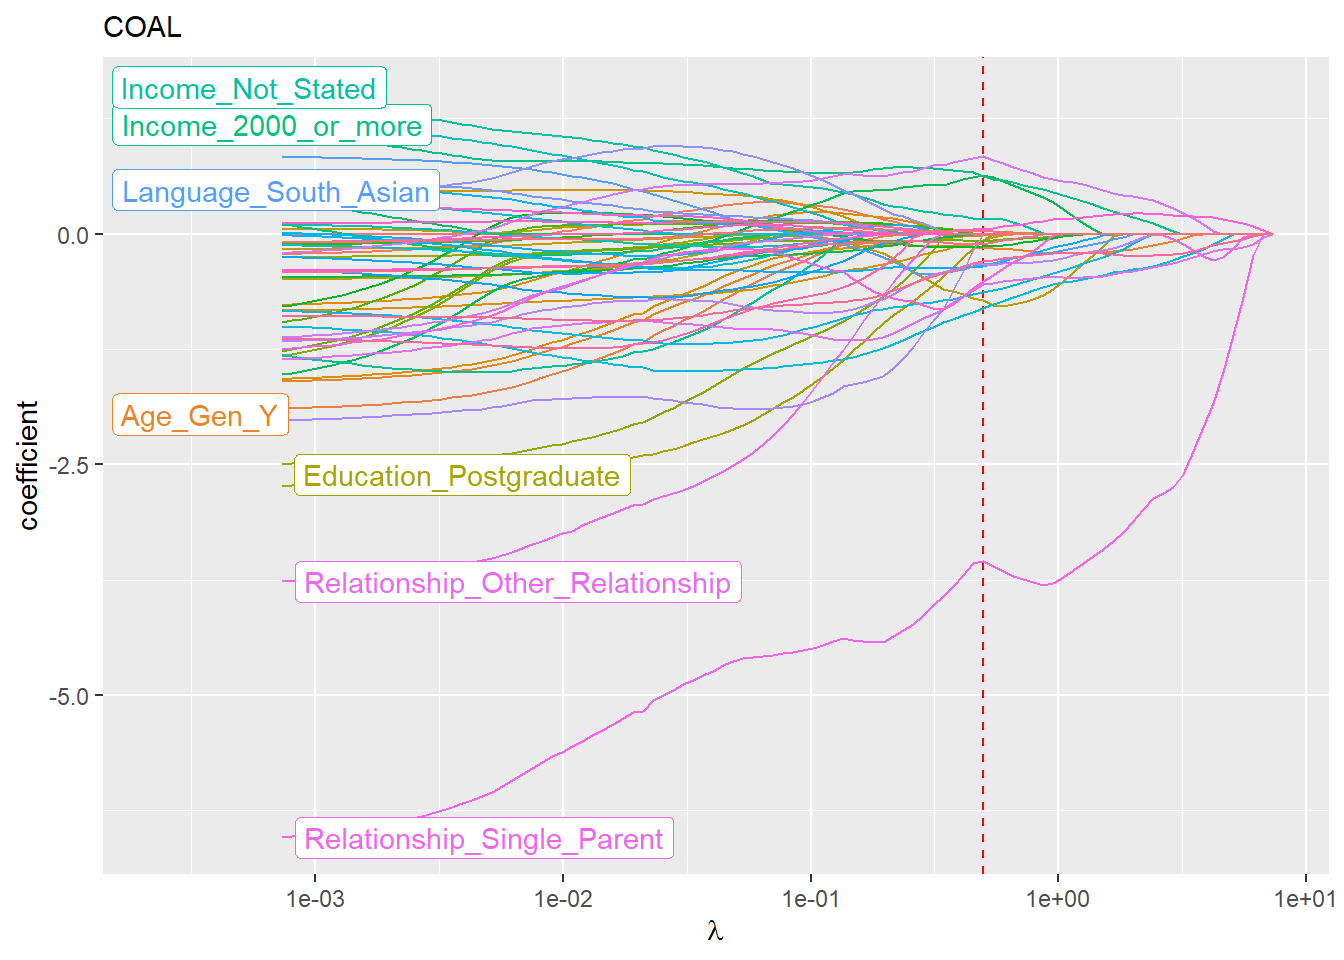 COAL
Income_Not_Stated
Income_2000_or_more
Language_South_Asian
0.0
Age_Gen_Y
-2.5
Education_Postgraduate
coefficient
Relationship_Other_Relationship
-5.0
Relationship_Single_Parent
1e-03 1e-02 1e-01 1e+00 1e+01
λ